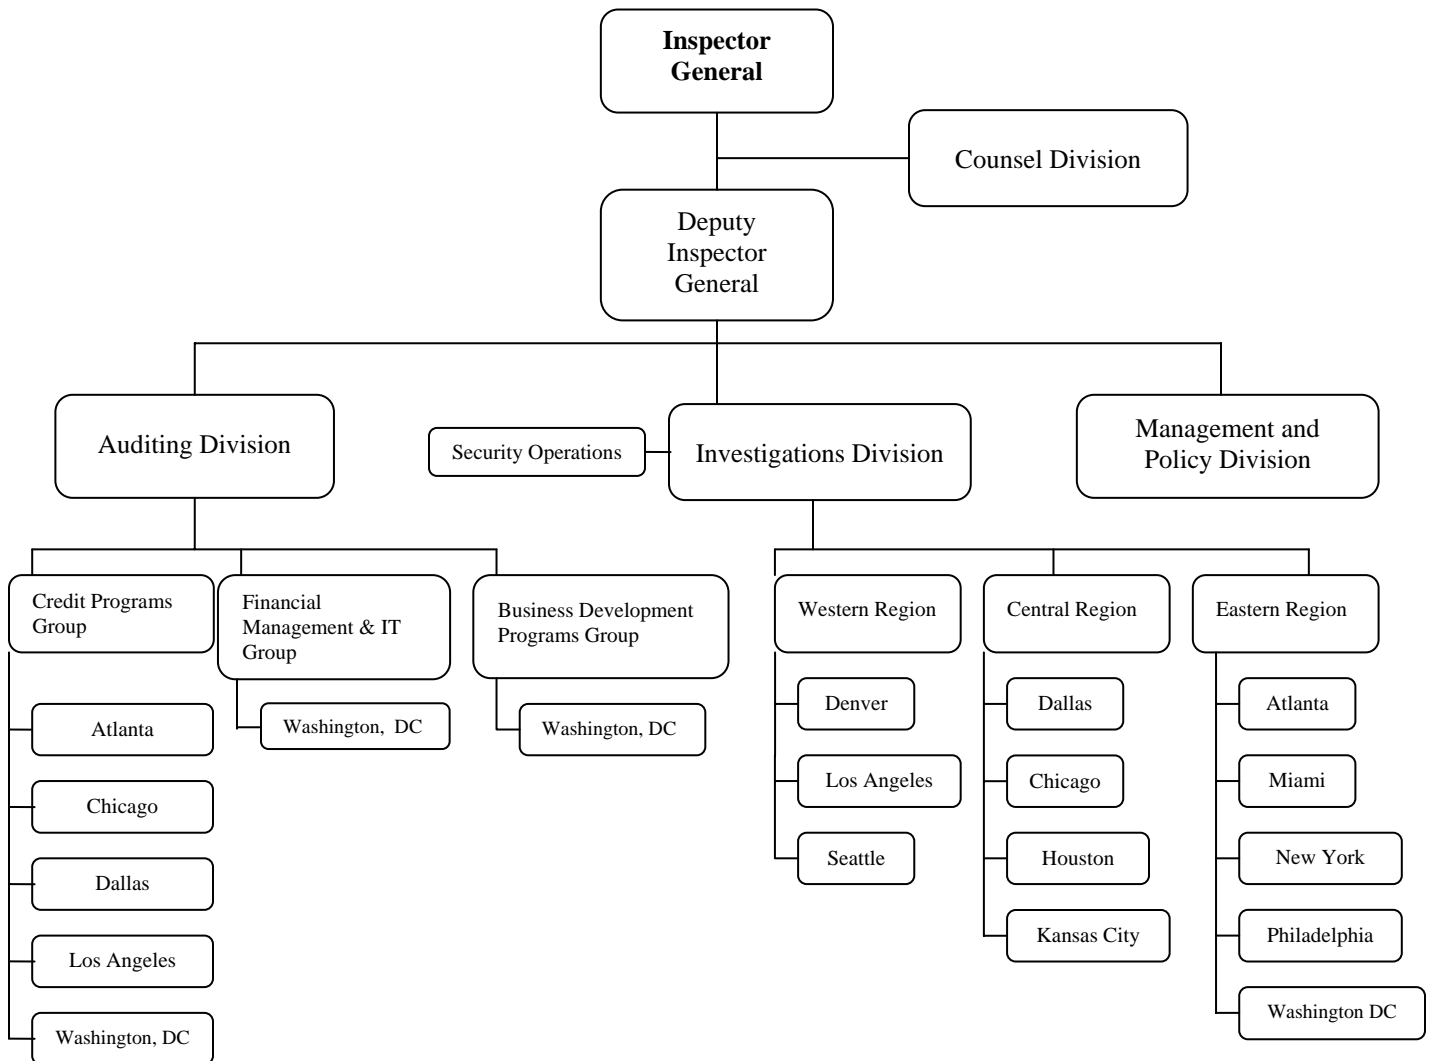 Inspector
General
Counsel Division
Deputy
Inspector
General
Auditing Division
Security Operations
Investigations Division
Management and
Policy Division
Credit Programs
Group
Financial
Management & IT
Group
Business Development
Programs Group
Western Region
Central Region
Eastern Region
Atlanta
Chicago
Dallas
Los Angeles
Washington, DC
Washington, DC
Washington, DC
Denver
Los Angeles
Seattle
Dallas
Chicago
Houston
Kansas City
Atlanta
Miami
New York
Philadelphia
Washington DC